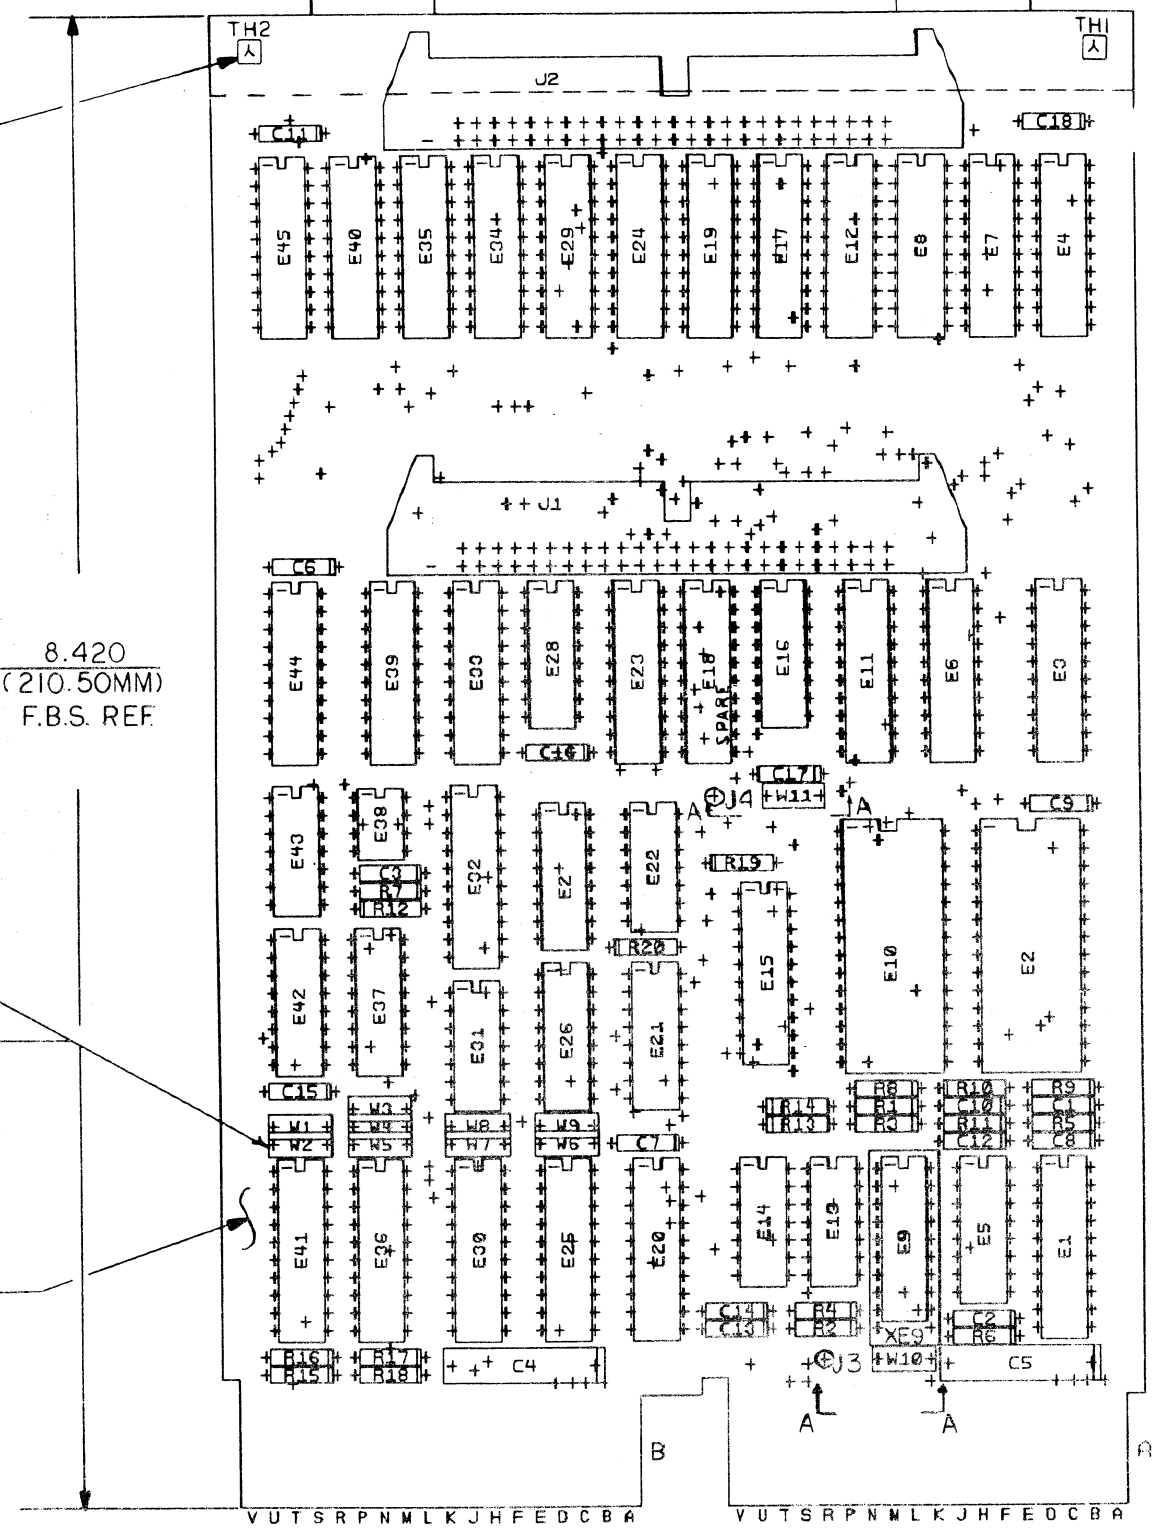 TH2 TH1
J2
C11 C18
E45 E40 E35 E34 E29 E24 E19 E17 E12 E8 E7 E4
J1
C6
8.420
(210.50MM)
F.B.S. REF.
E44 E39 E33 E28 E23 E18 SPARE E16 E11 E6 E3
C16
C17
A J4 W11 A C9
E43 E38 E32 E2 E22 R19
C3
R7
R12
R20
E42 E37 E31 E26 E21 E15 E10 E2
C15 R8 R10 R9
W3 R14 R1 C10 C1
W1 W4 W8 W9 R13 R3 R11 R5
W2 W5 W7 W6 C7 C12 C8
E41 E36 E30 E25 E20 E14 E13 E9 E5 E1
C14 R4 C2
C13 R2 XE9 R6
R16 R17 C4 J3 W10 C5
R15 R18
A A
B A
V U T S R P N M L K J H F E D C B A V U T S R P N M L K J H F E D C B A